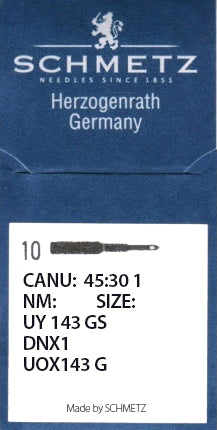 SCHMETZ
NEEDLES SINCE 1851
Herzogenrath
Germany
10
CANU: 45:30 1
NM: SIZE:
UY 143 GS
DNX1
UOX143 G
Made by SCHMETZ